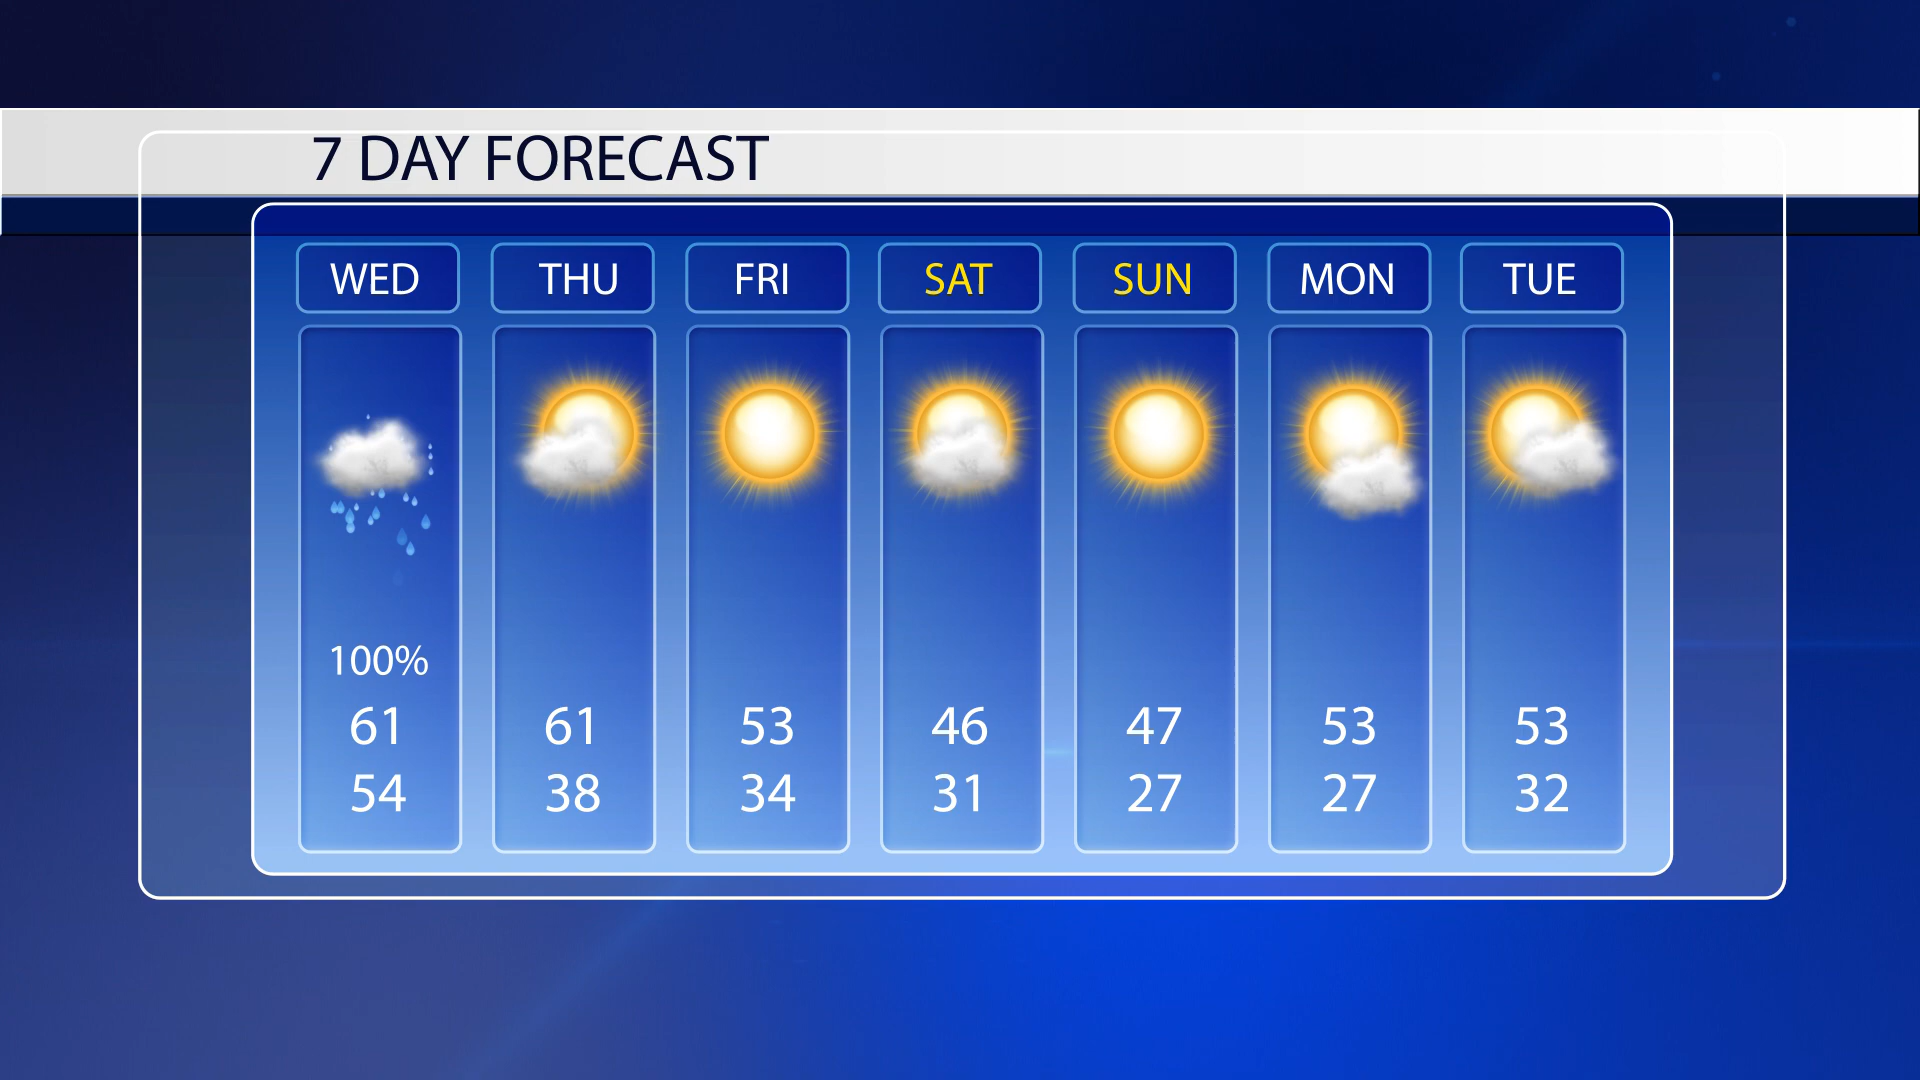 7 DAY FORECAST
WED THU FRI SAT SUN MON TUE
100%
61 61 53 46 47 53 53
54 38 34 31 27 27 32